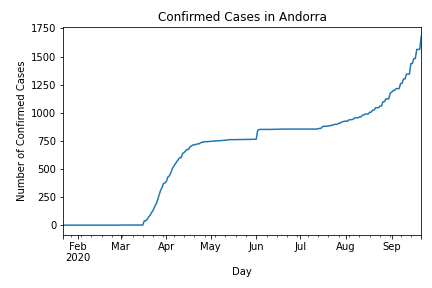 Confirmed Cases in Andorra
Number of Confirmed Cases
1750
1500
1250
1000
750
500
250
0
Feb Mar Apr May Jun Jul Aug Sep
2020
Day